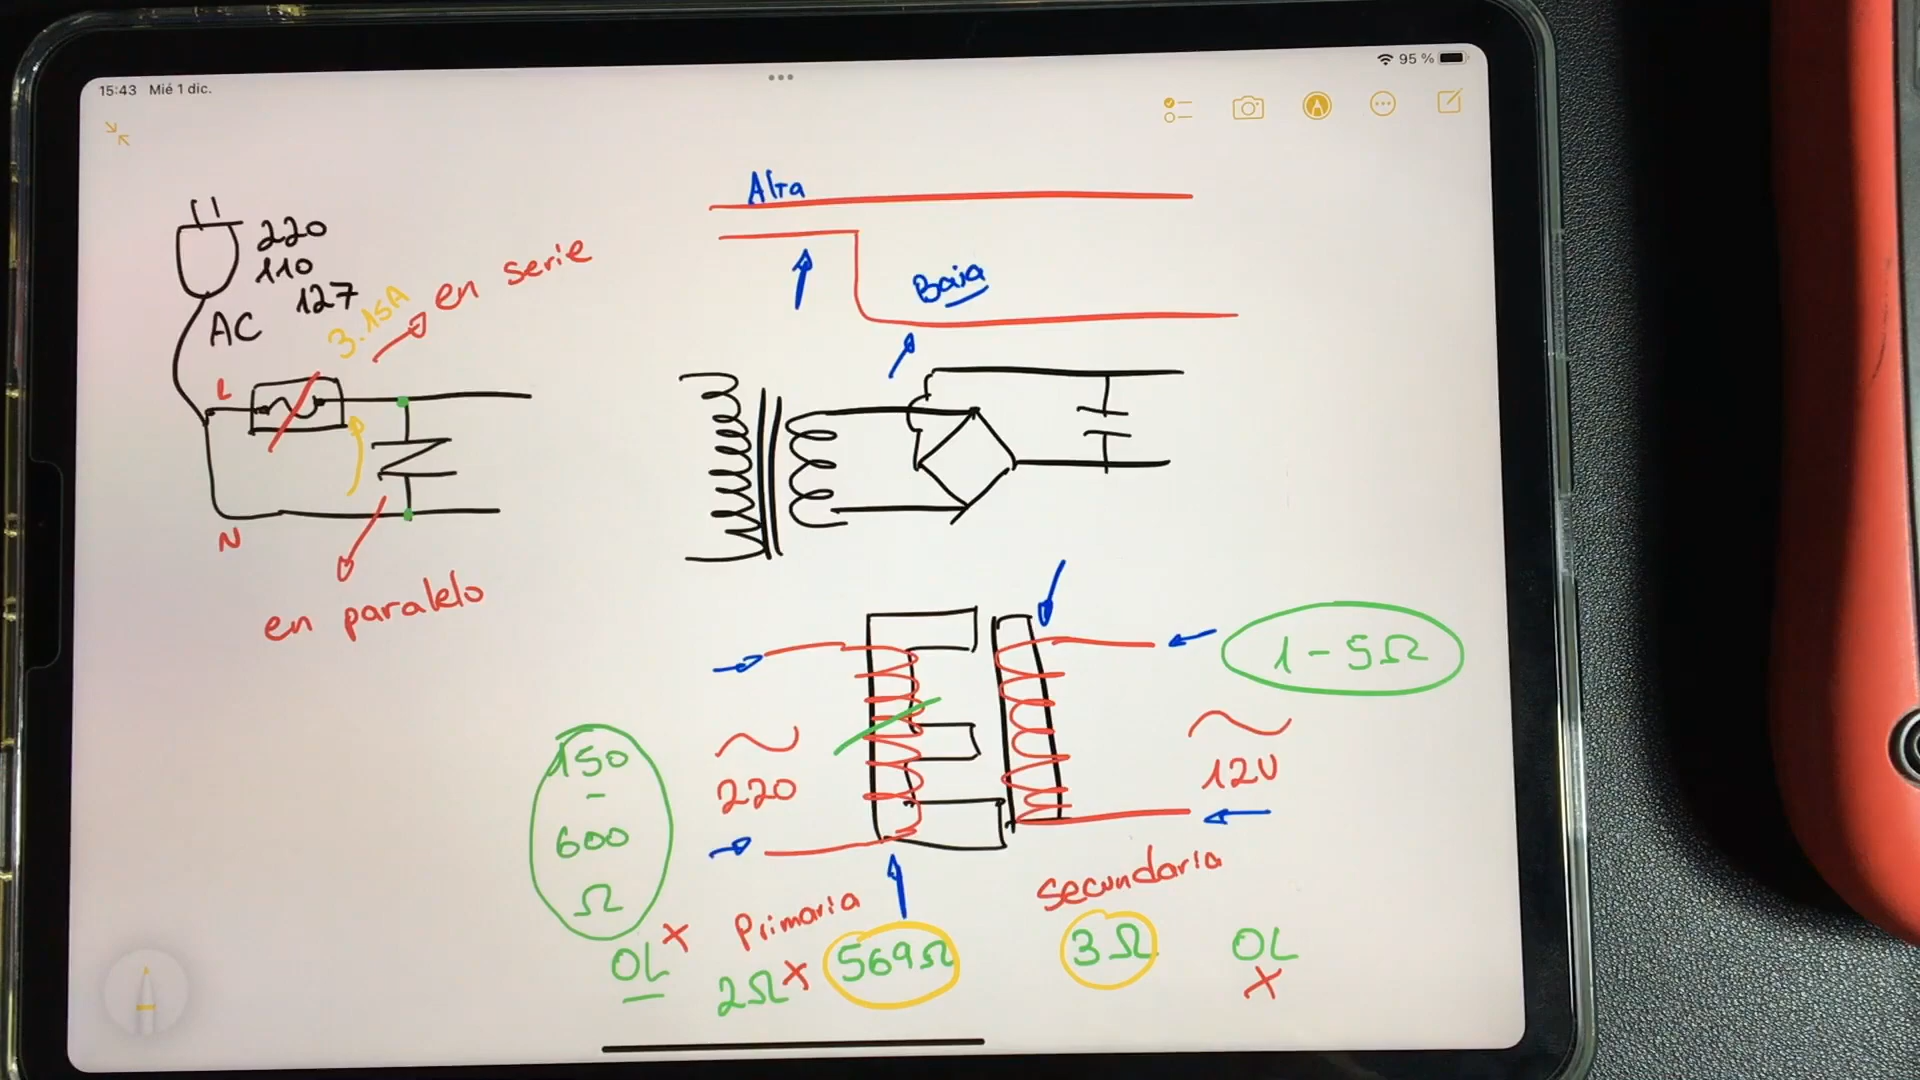 15:43 Mié 1 dic.
95 %
220
110
127
AC
3.15A
en serie
L
N
en paralelo
Alta
Baja
1-5Ω
150
-
600
Ω
220
12V
Primaria
Secundaria
OL X
2Ω X
569Ω
3Ω
OL
X